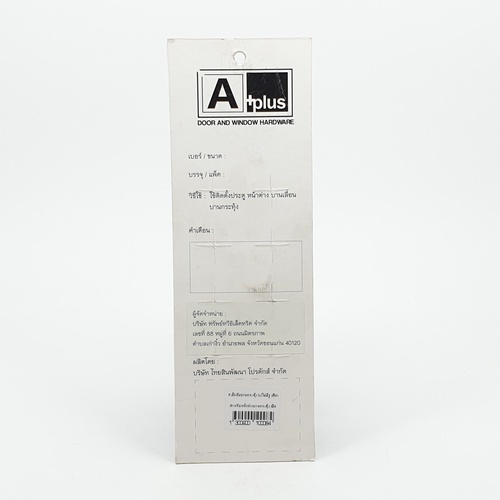 A
+plus
DOOR AND WINDOW HARDWARE
เบอร์ / ขนาด :
บรรจุ / แพ็ค :
วิธีใช้ : ใช้ติดตั้งประตู หน้าต่าง บานเลื่อน
บานกระทุ้ง
คำเตือน :
ผู้จัดจำหน่าย :
บริษัท ทรัพย์ทวีอีเล็คทริค จำกัด
เลขที่ 88 หมู่ที่ 6 ถนนมิตรภาพ
ตำบลเก่างิ้ว อำเภอพล จังหวัดขอนแก่น 40120
ผลิตโดย :
บริษัท ไทยสินพัฒนา โปรดักส์ จำกัด